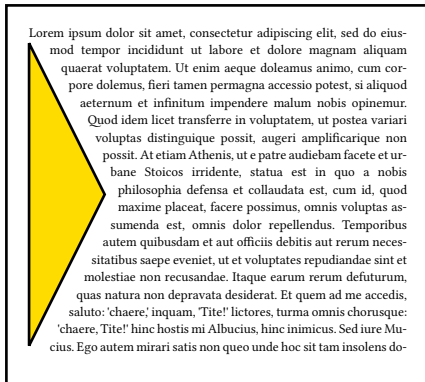 Lorem ipsum dolor sit amet, consectetur adipiscing elit, sed do eius-
mod tempor incididunt ut labore et dolore magnam aliquam
quaerat voluptatem. Ut enim aeque doleamus animo, cum cor-
pore dolemus, fieri tamen permagna accessio potest, si aliquod
aeternum et infinitum impendere malum nobis opinemur.
Quod idem licet transferre in voluptatem, ut postea variari
voluptas distinguique possit, augeri amplificarique non
possit. At etiam Athenis, ut e patre audiebam facete et ur-
bane Stoicos irridente, statua est in quo a nobis
philosophia defensa et collaudata est, cum id, quod
maxime placeat, facere possimus, omnis voluptas as-
sumenda est, omnis dolor repellendus. Temporibus
autem quibusdam et aut officiis debitis aut rerum neces-
sitatibus saepe eveniet, ut et voluptates repudiandae sint et
molestiae non recusandae. Itaque earum rerum defuturum,
quas natura non depravata desiderat. Et quem ad me accedis,
saluto: 'chaere,' inquam, 'Tite!' lictores, turma omnis chorusque:
'chaere, Tite!' hinc hostis mi Albucius, hinc inimicus. Sed iure Mu-
cius. Ego autem mirari satis non queo unde hoc sit tam insolens do-